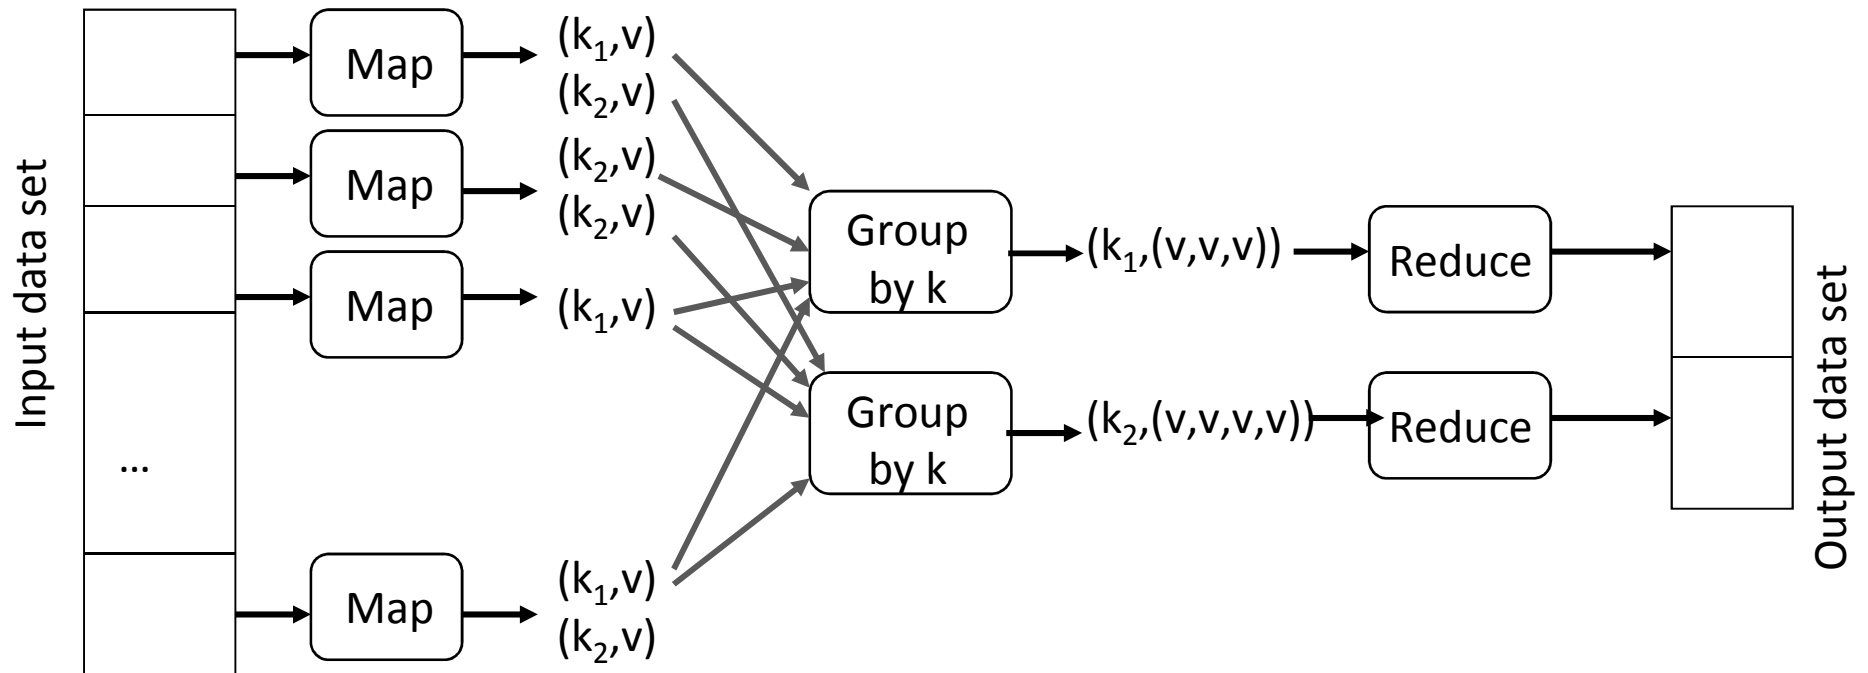 Input data set
Map
(k₁,v)
(k₂,v)
Map
(k₂,v)
(k₂,v)
Map
(k₁,v)
...
Map
(k₁,v)
(k₂,v)
Group
by k
(k₁,(v,v,v))
Reduce
Group
by k
(k₂,(v,v,v,v))
Reduce
Output data set